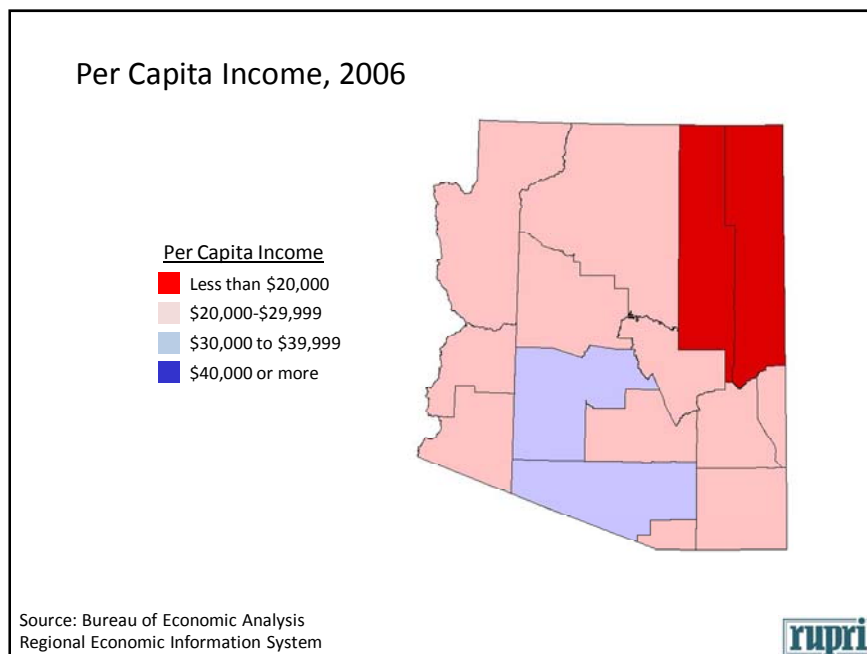 Per Capita Income, 2006
Per Capita Income
Less than $20,000
$20,000-$29,999
$30,000 to $39,999
$40,000 or more
Source: Bureau of Economic Analysis
Regional Economic Information System
rupri